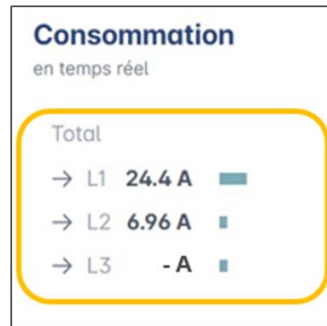 Consommation
en temps réel
Total
→ L1 24.4 A
→ L2 6.96 A
→ L3 - A